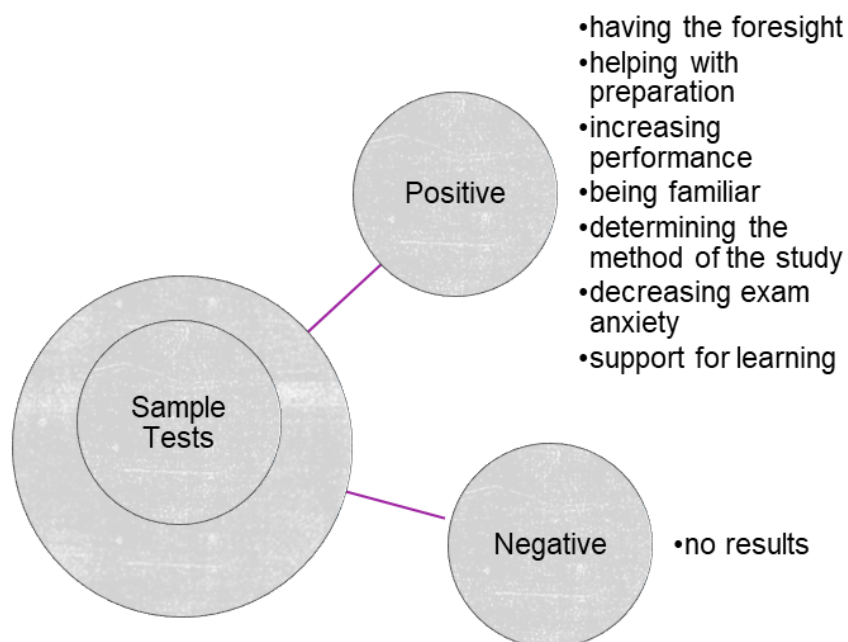 •having the foresight
•helping with
preparation
•increasing
performance
•being familiar
•determining the
method of the study
•decreasing exam
anxiety
•support for learning
Positive
Sample
Tests
Negative
•no results